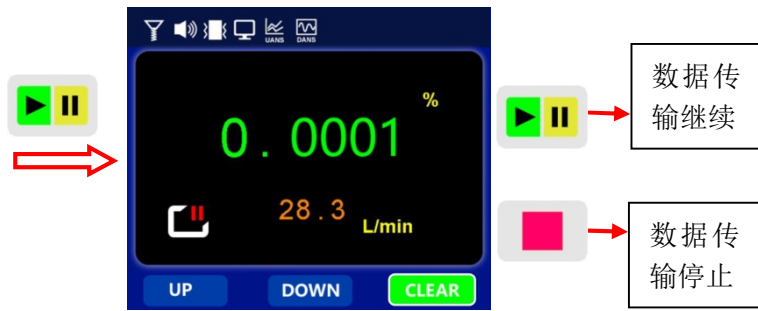 UANS DANS
%
0.0001
28.3
L/min
UP DOWN CLEAR
数据传
输继续
数据传
输停止